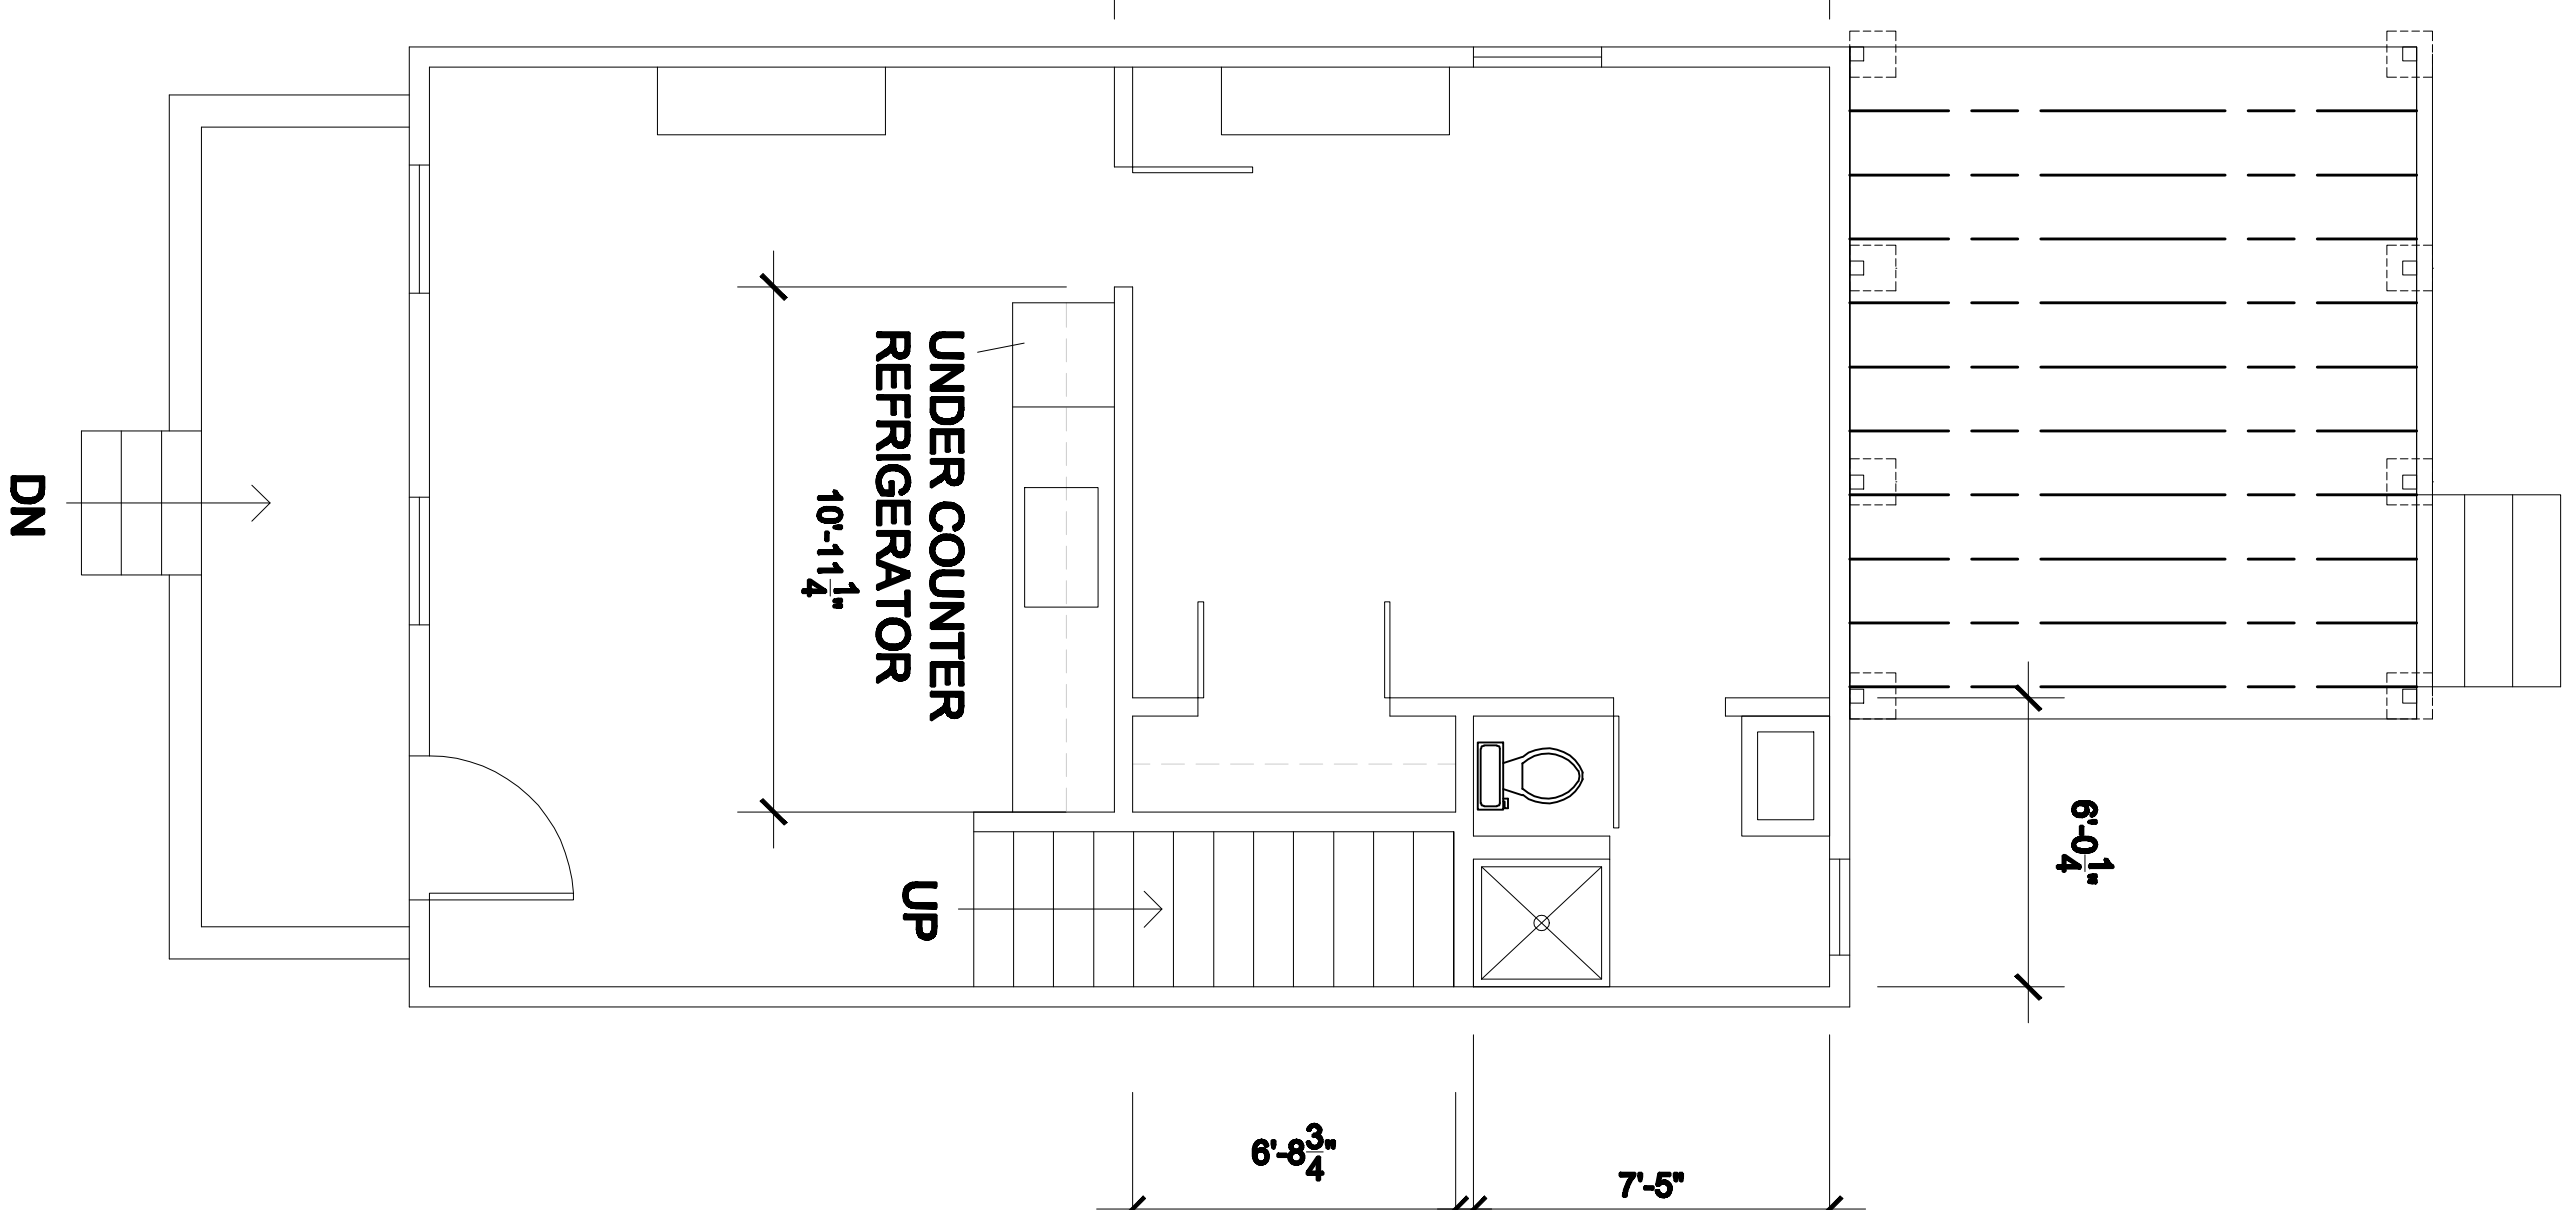 DN
UNDER COUNTER
REFRIGERATOR
10'-11 1/4"
UP
6'-0 1/4"
6'-8 3/4"
7'-5"